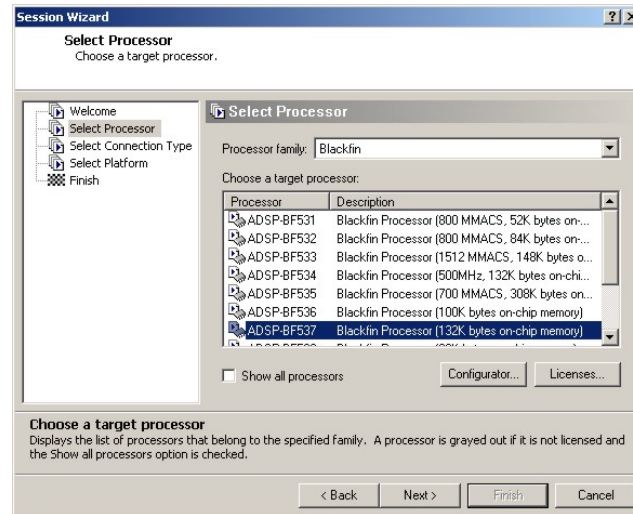 Session Wizard
Select Processor
Choose a target processor.
Welcome
Select Processor
Select Connection Type
Select Platform
Finish
Select Processor
Processor family: Blackfin
Choose a target processor:
Processor Description
ADSP-BF531 Blackfin Processor (800 MMACS, 52K bytes on-...
ADSP-BF532 Blackfin Processor (800 MMACS, 84K bytes on-...
ADSP-BF533 Blackfin Processor (1512 MMACS, 148K bytes o...
ADSP-BF534 Blackfin Processor (500MHz, 132K bytes on-chi...
ADSP-BF535 Blackfin Processor (700 MMACS, 308K bytes on...
ADSP-BF536 Blackfin Processor (100K bytes on-chip memory)
ADSP-BF537 Blackfin Processor (132K bytes on-chip memory)
Show all processors
Configurator... Licenses...
Choose a target processor
Displays the list of processors that belong to the specified family. A processor is grayed out if it is not licensed and
the Show all processors option is checked.
< Back Next > Finish Cancel